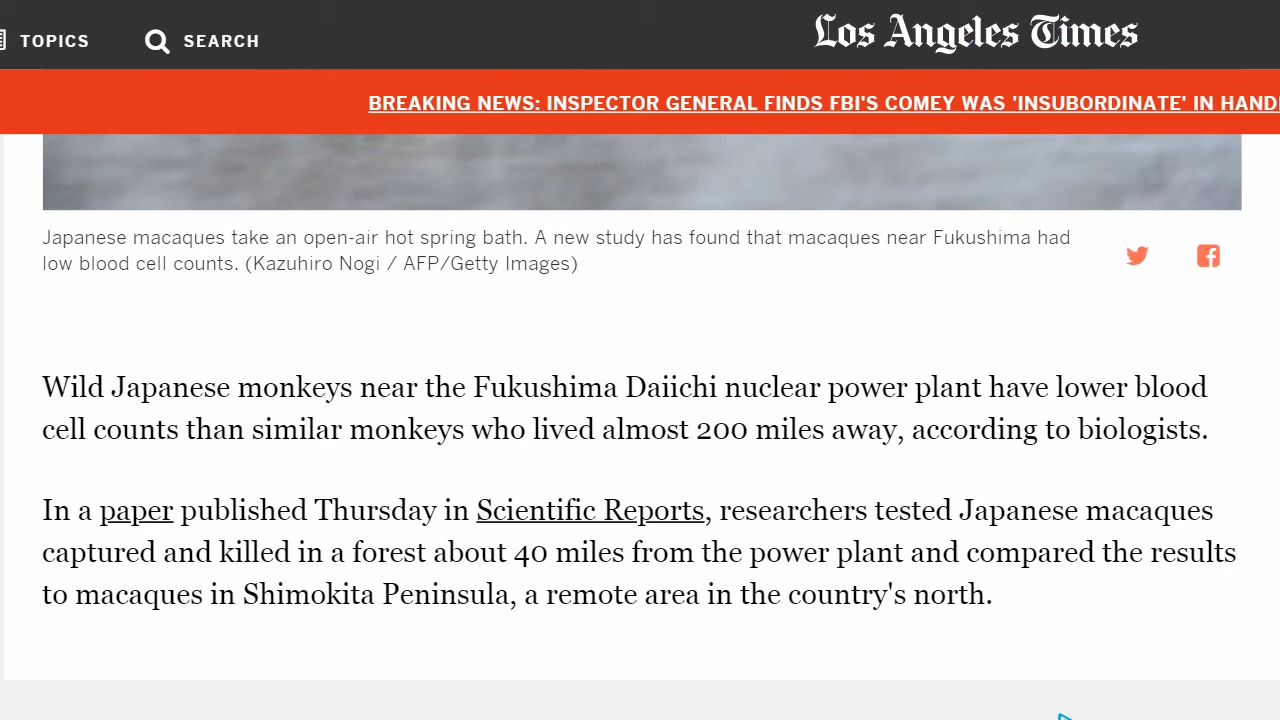 TOPICS
SEARCH
Los Angeles Times
BREAKING NEWS: INSPECTOR GENERAL FINDS FBI'S COMEY WAS 'INSUBORDINATE' IN
Japanese macaques take an open-air hot spring bath. A new study has found that macaques near Fukushima had
low blood cell counts. (Kazuhiro Nogi / AFP/Getty Images)
Wild Japanese monkeys near the Fukushima Daiichi nuclear power plant have lower blood
cell counts than similar monkeys who lived almost 200 miles away, according to biologists.
In a paper published Thursday in Scientific Reports, researchers tested Japanese macaques
captured and killed in a forest about 40 miles from the power plant and compared the results
to macaques in Shimokita Peninsula, a remote area in the country's north.